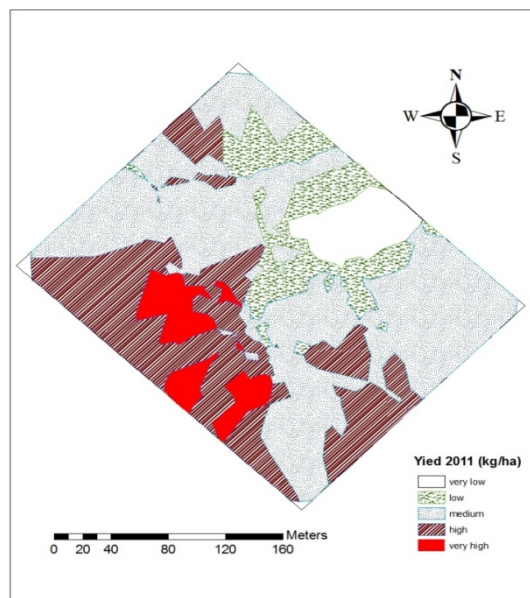 N
W E
S
Yied 2011 (kg/ha)
very low
low
medium
high
very high
Meters
0 20 40 80 120 160